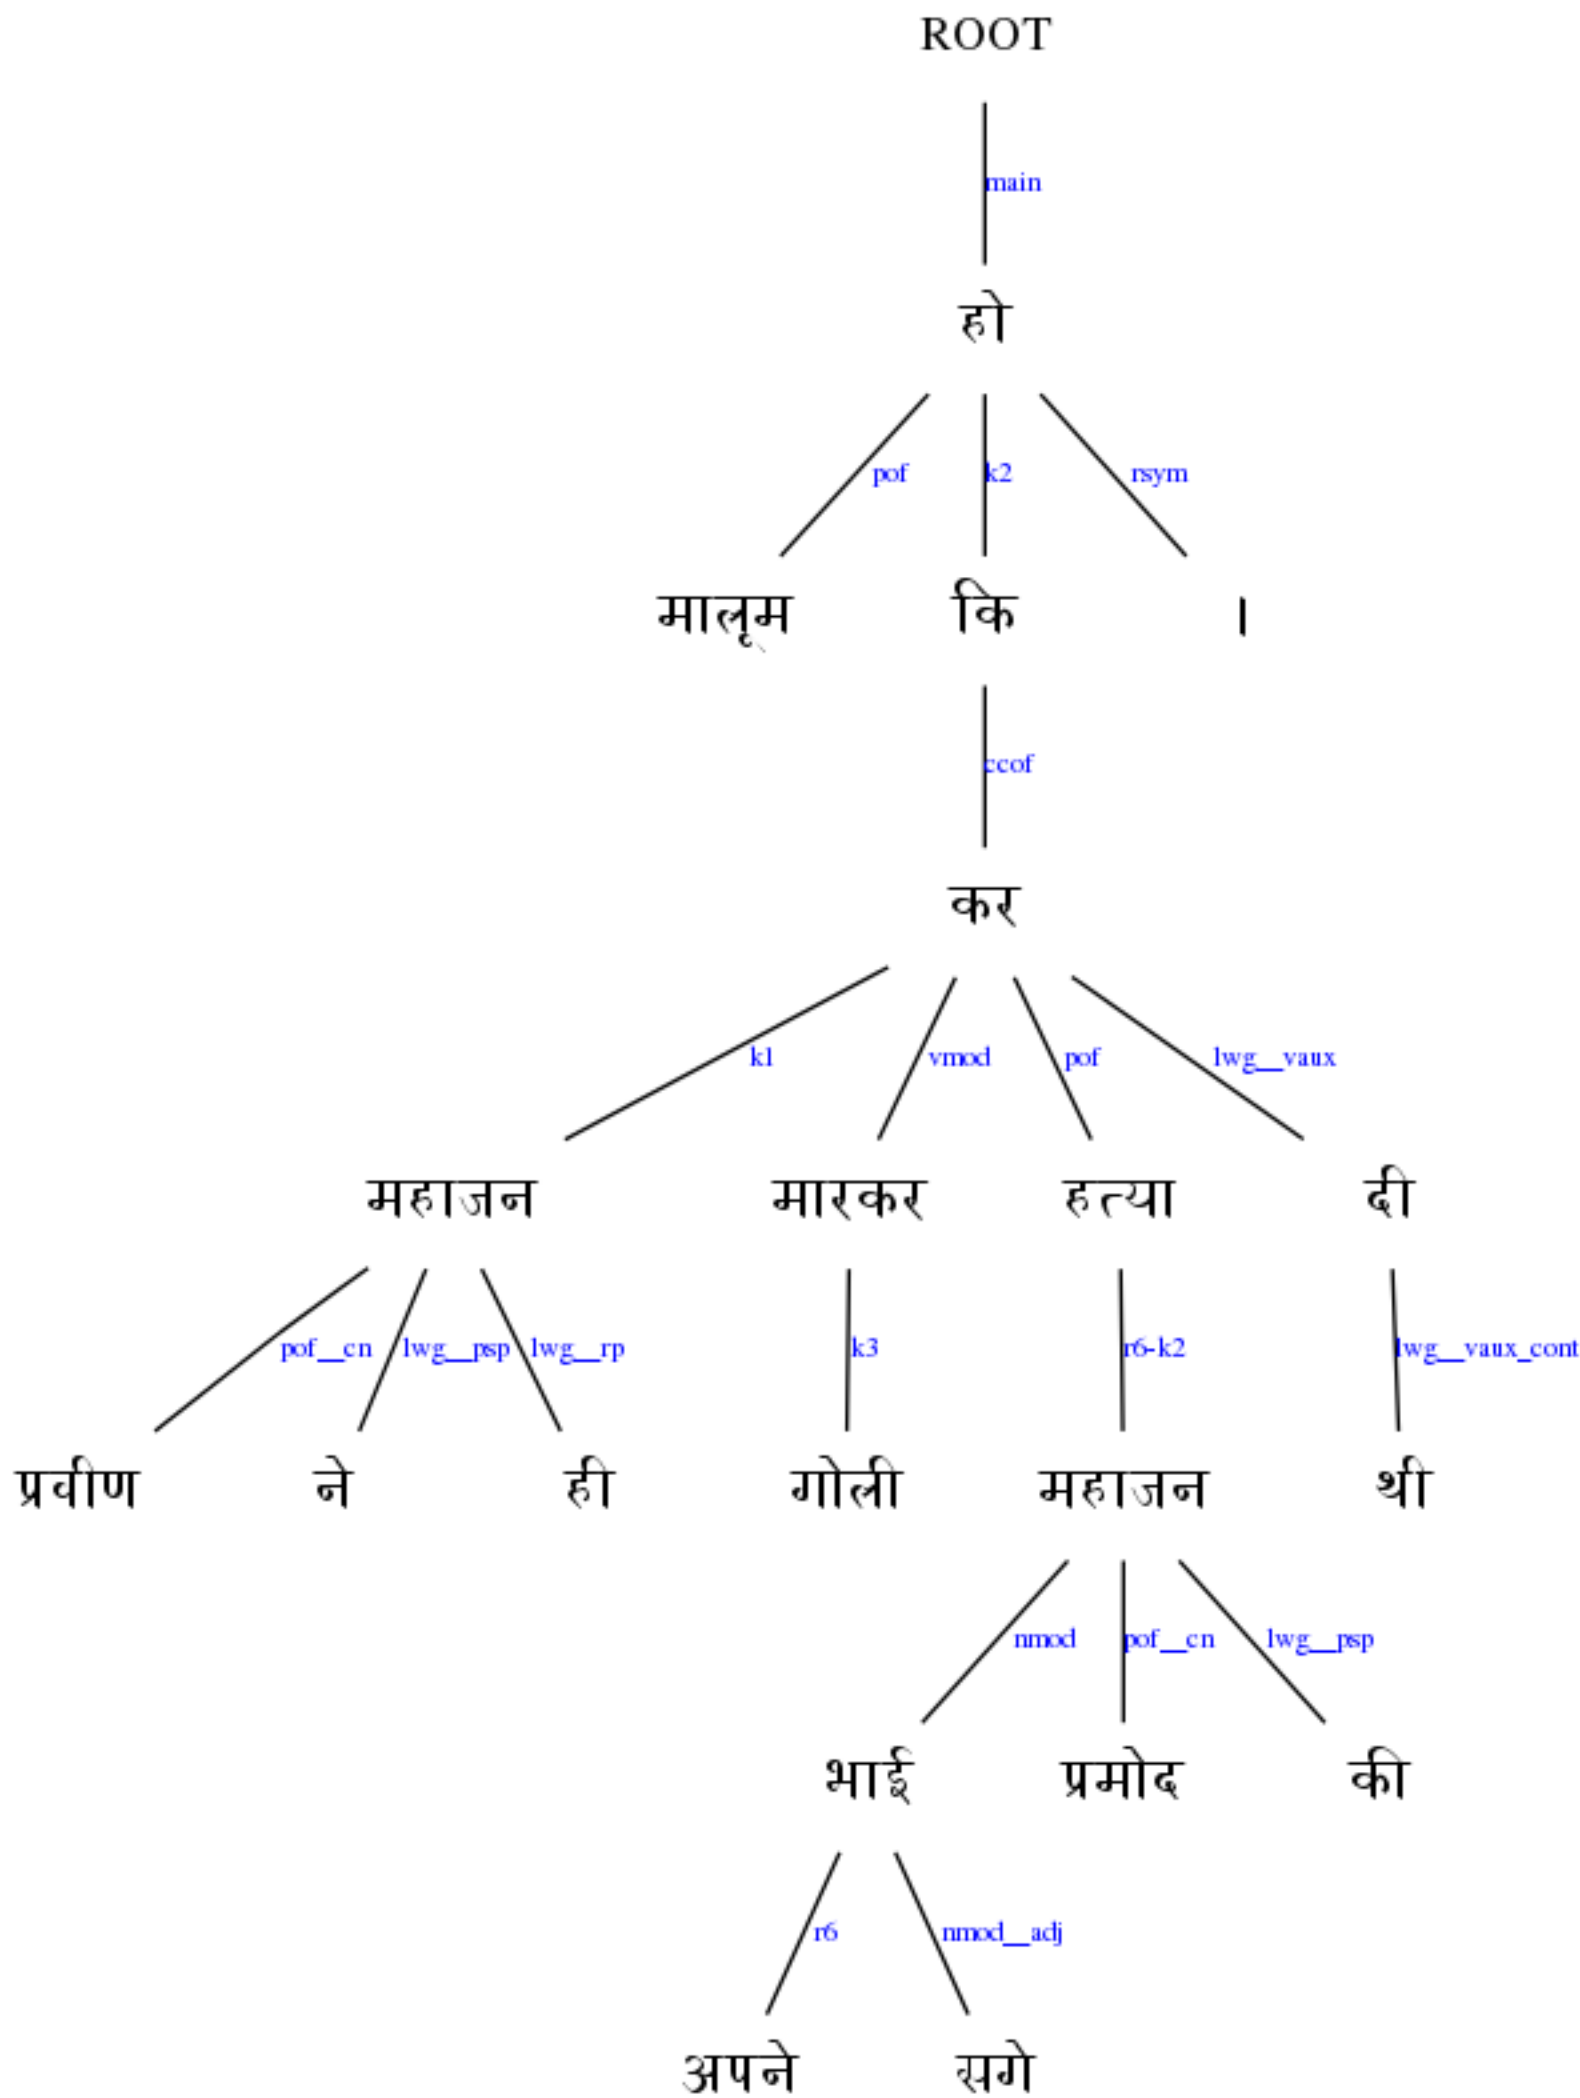 ROOT
main
हो
pof k2 rsym
मालूम कि ।
ccof
कर
k1 vmod pof lwg__vaux
महाजन मारकर हत्या दी
pof__cn lwg__psp lwg__rp k3 r6-k2 lwg__vaux_cont
प्रवीण ने ही गोली महाजन थी
nmod pof__cn lwg__psp
भाई प्रमोद की
r6 nmod__adj
अपने सगे